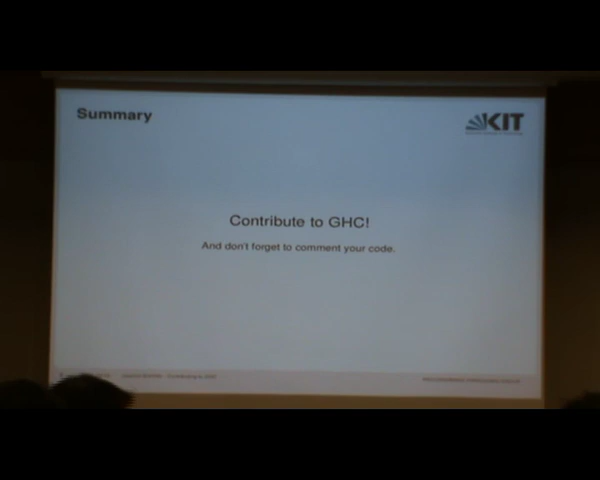 Summary
KIT
Contribute to GHC!
And don't forget to comment your code.